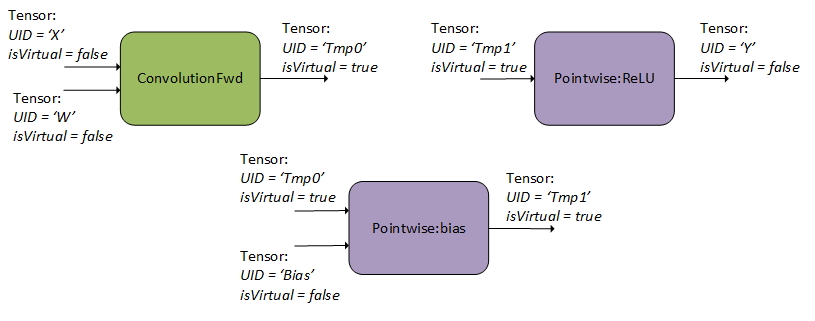 Tensor:
UID = ‘X’
isVirtual = false
Tensor:
UID = ‘W’
isVirtual = false
ConvolutionFwd
Tensor:
UID = ‘Tmp0’
isVirtual = true
Tensor:
UID = ‘Tmp1’
isVirtual = true
Pointwise:ReLU
Tensor:
UID = ‘Y’
isVirtual = false
Tensor:
UID = ‘Tmp0’
isVirtual = true
Tensor:
UID = ‘Bias’
isVirtual = false
Pointwise:bias
Tensor:
UID = ‘Tmp1’
isVirtual = true